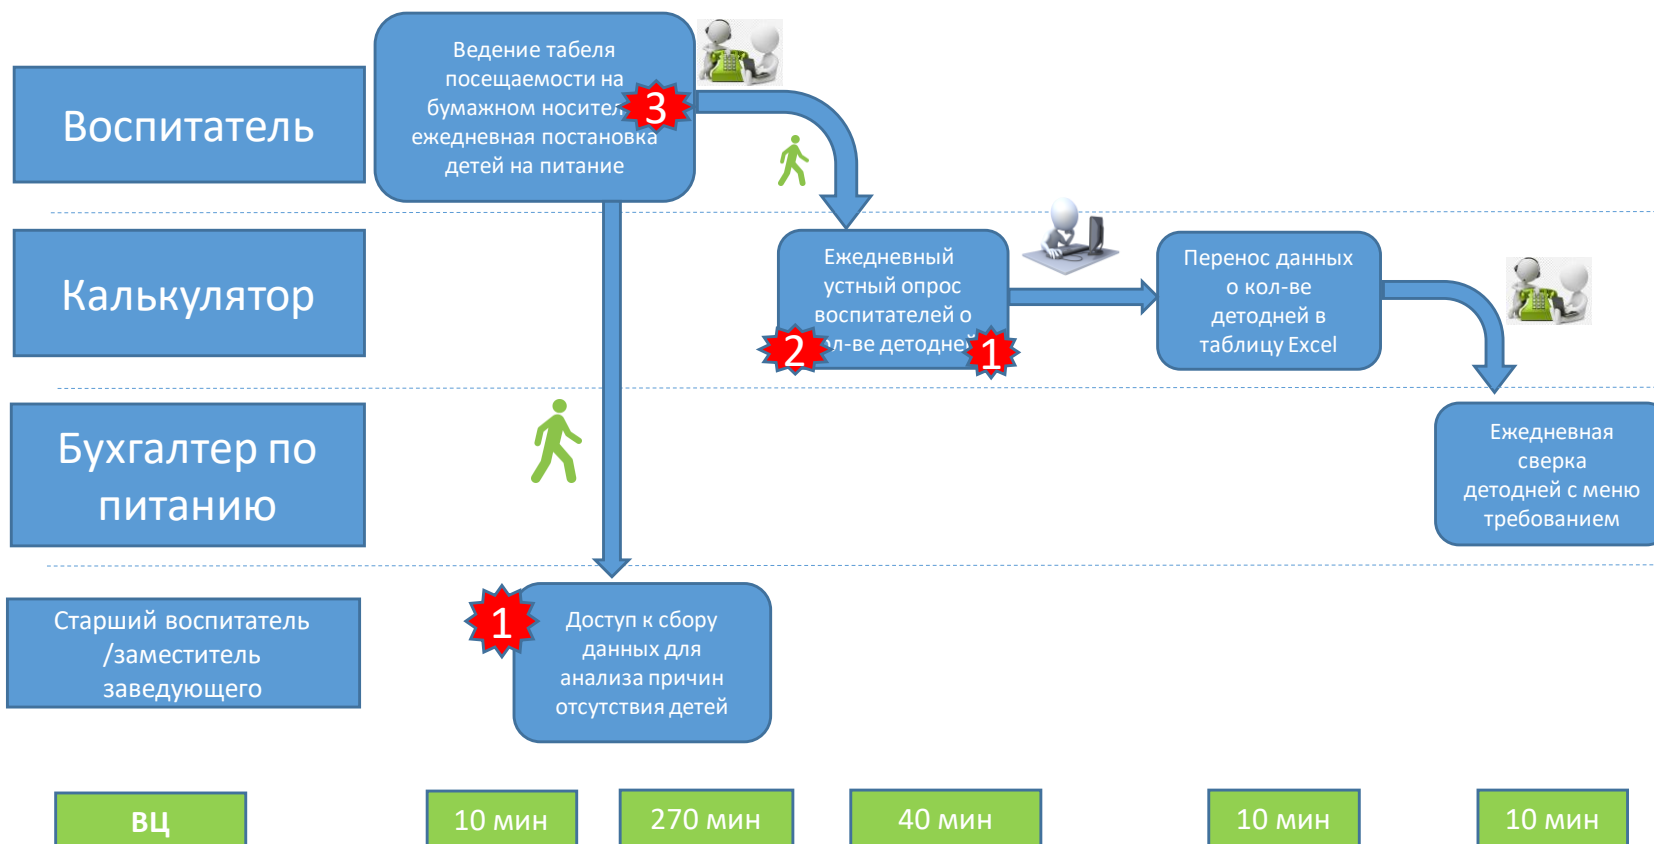 Воспитатель
Ведение табеля
посещаемости на
бумажном носител
ежедневная постановка
детей на питание
3
Калькулятор
Ежедневный
устный опрос
воспитателей о
ол-ве детодней
2
1
Перенос данных
о кол-ве
детодней в
таблицу Excel
Бухгалтер по
питанию
Ежедневная
сверка
детодней с меню
требованием
Старший воспитатель
/заместитель
заведующего
1
Доступ к сбору
данных для
анализа причин
отсутствия детей
ВЦ
10 мин
270 мин
40 мин
10 мин
10 мин